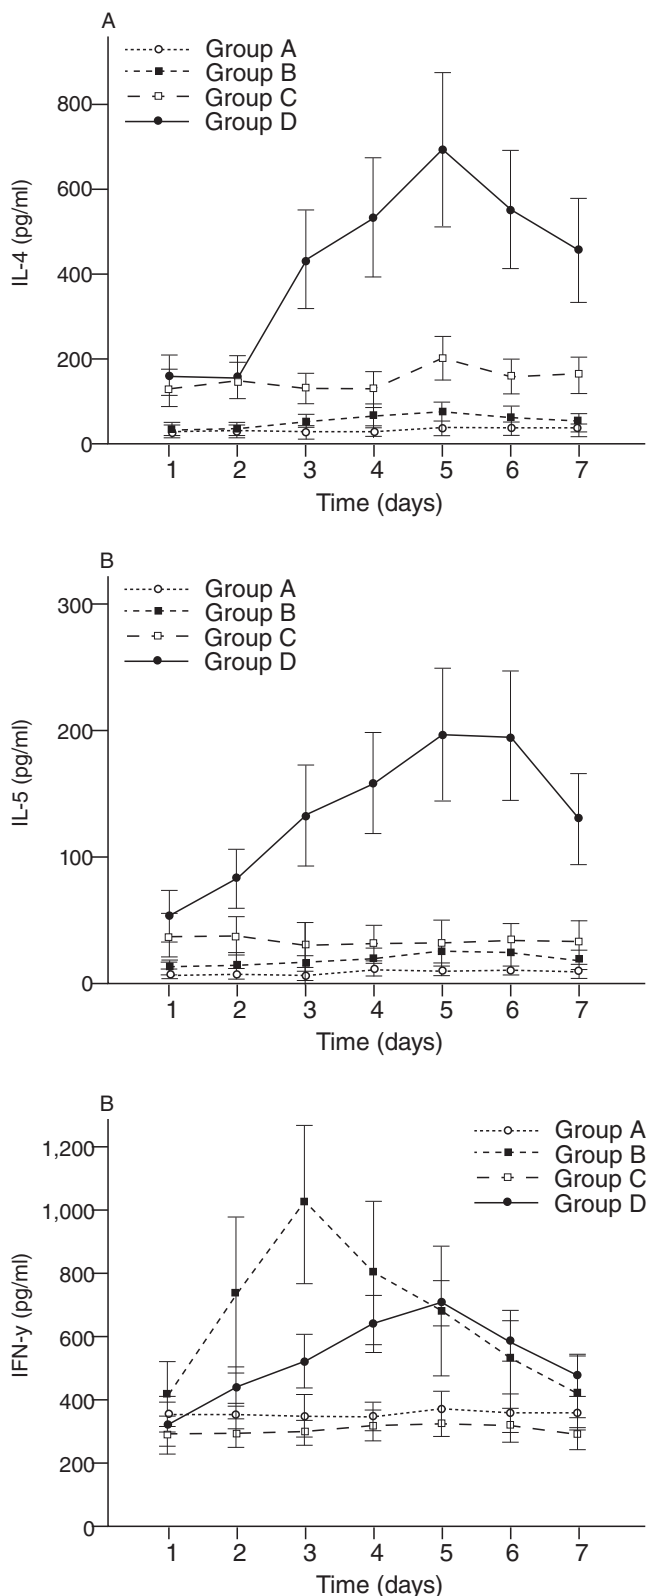 A
Group A
Group B
Group C
Group D
800
600
400
200
0
IL-4 (pg/ml)
1 2 3 4 5 6 7
Time (days)
B
Group A
Group B
Group C
Group D
300
200
100
0
IL-5 (pg/ml)
1 2 3 4 5 6 7
Time (days)
B
Group A
Group B
Group C
Group D
1,200
1,000
800
600
400
200
0
IFN-y (pg/ml)
1 2 3 4 5 6 7
Time (days)